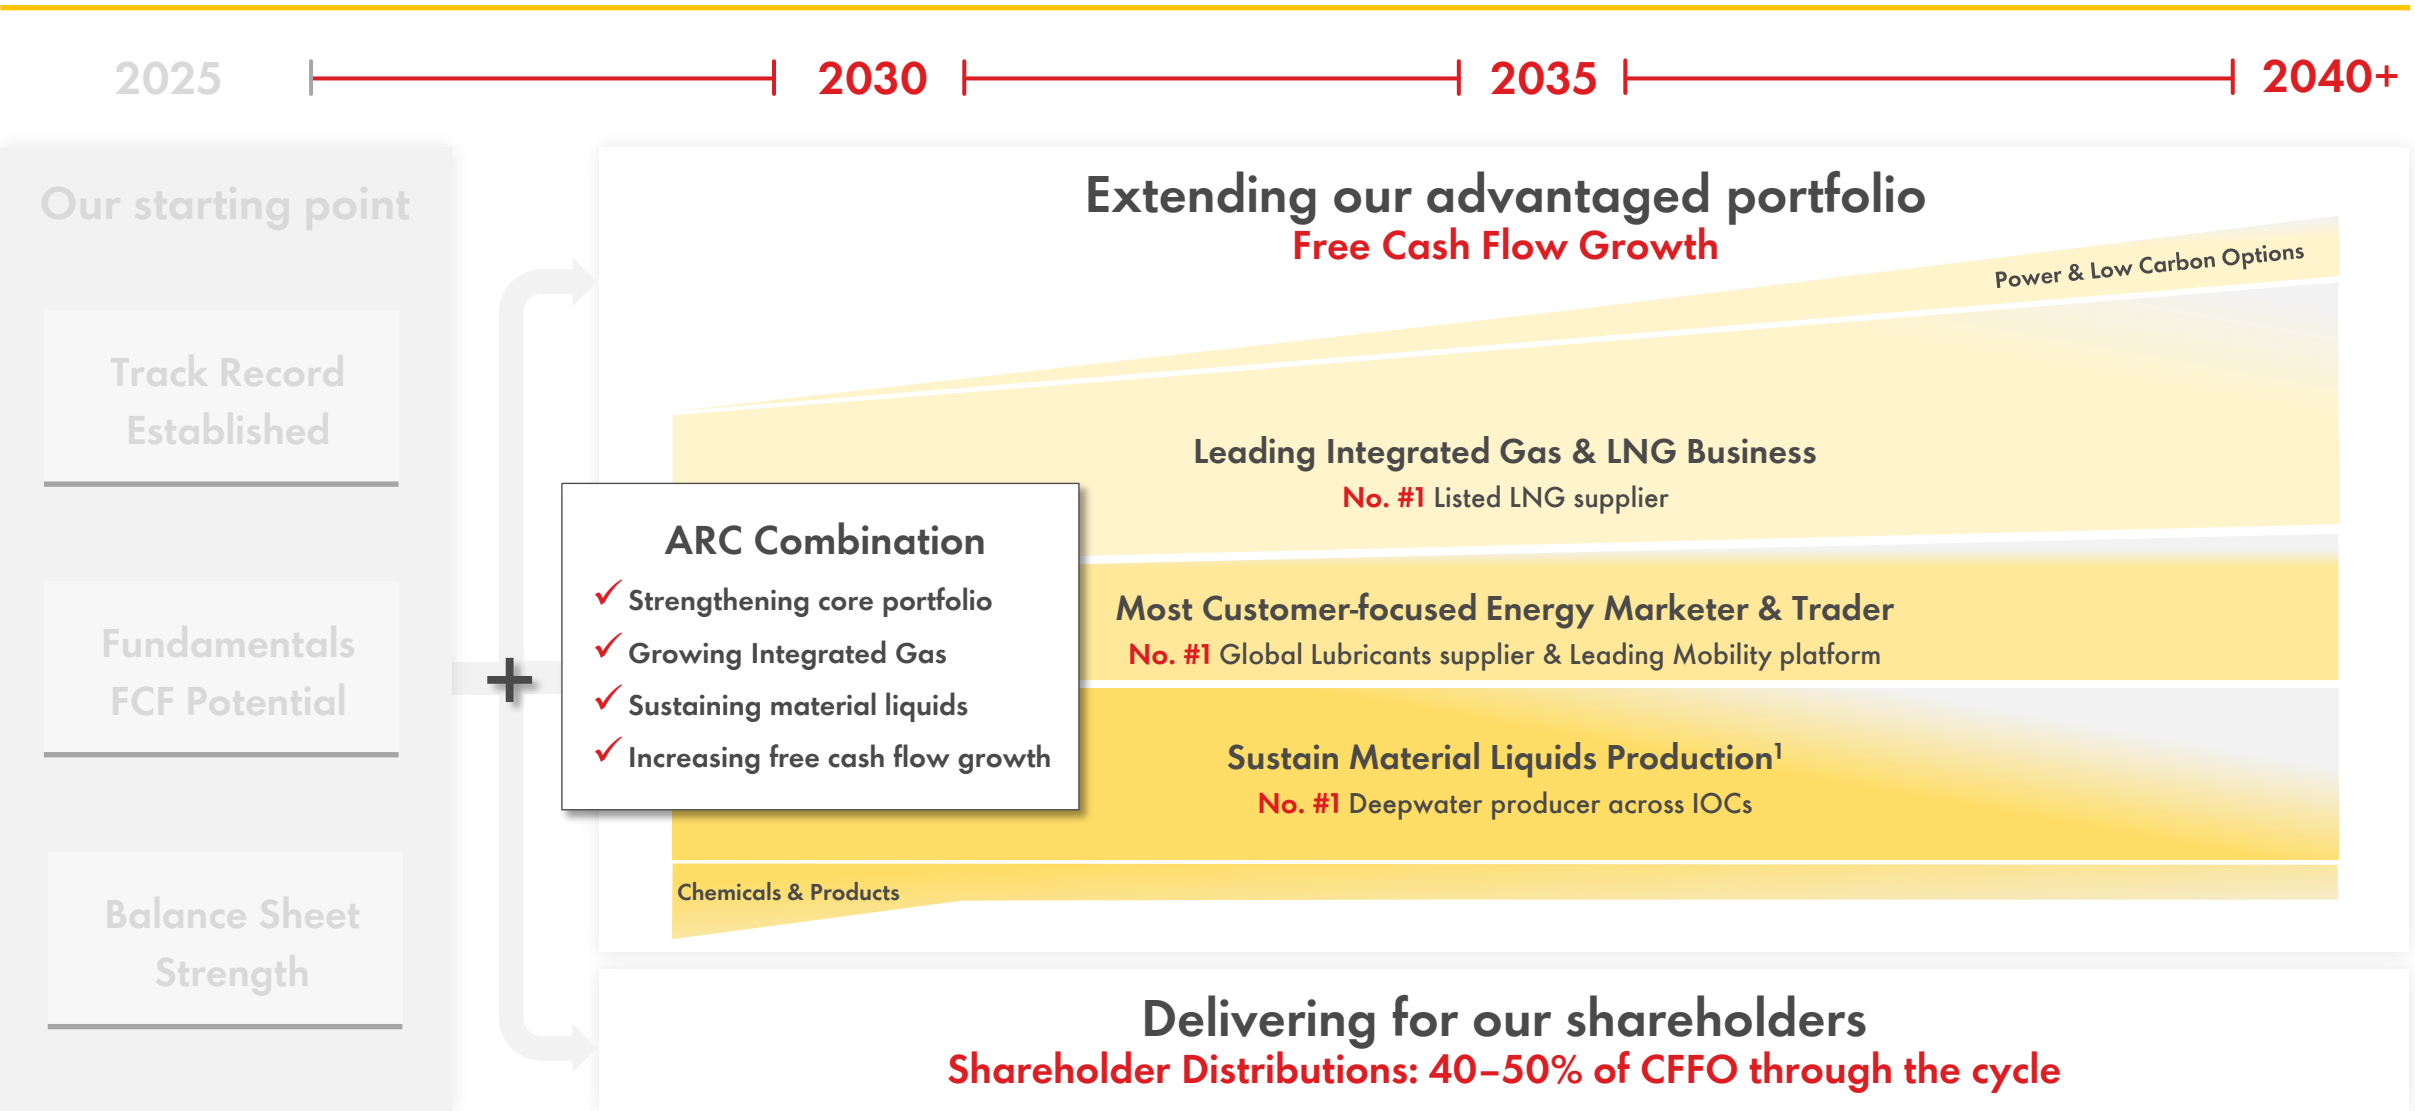 2025
2030
2035
2040+
Our starting point
Track Record
Established
Fundamentals
FCF Potential
Balance Sheet
Strength
+
Extending our advantaged portfolio
Free Cash Flow Growth
Power & Low Carbon Options
Leading Integrated Gas & LNG Business
No. #1 Listed LNG supplier
ARC Combination
✓ Strengthening core portfolio
✓ Growing Integrated Gas
✓ Sustaining material liquids
✓ Increasing free cash flow growth
Most Customer-focused Energy Marketer & Trader
No. #1 Global Lubricants supplier & Leading Mobility platform
Sustain Material Liquids Production¹
No. #1 Deepwater producer across IOCs
Chemicals & Products
Delivering for our shareholders
Shareholder Distributions: 40–50% of CFFO through the cycle